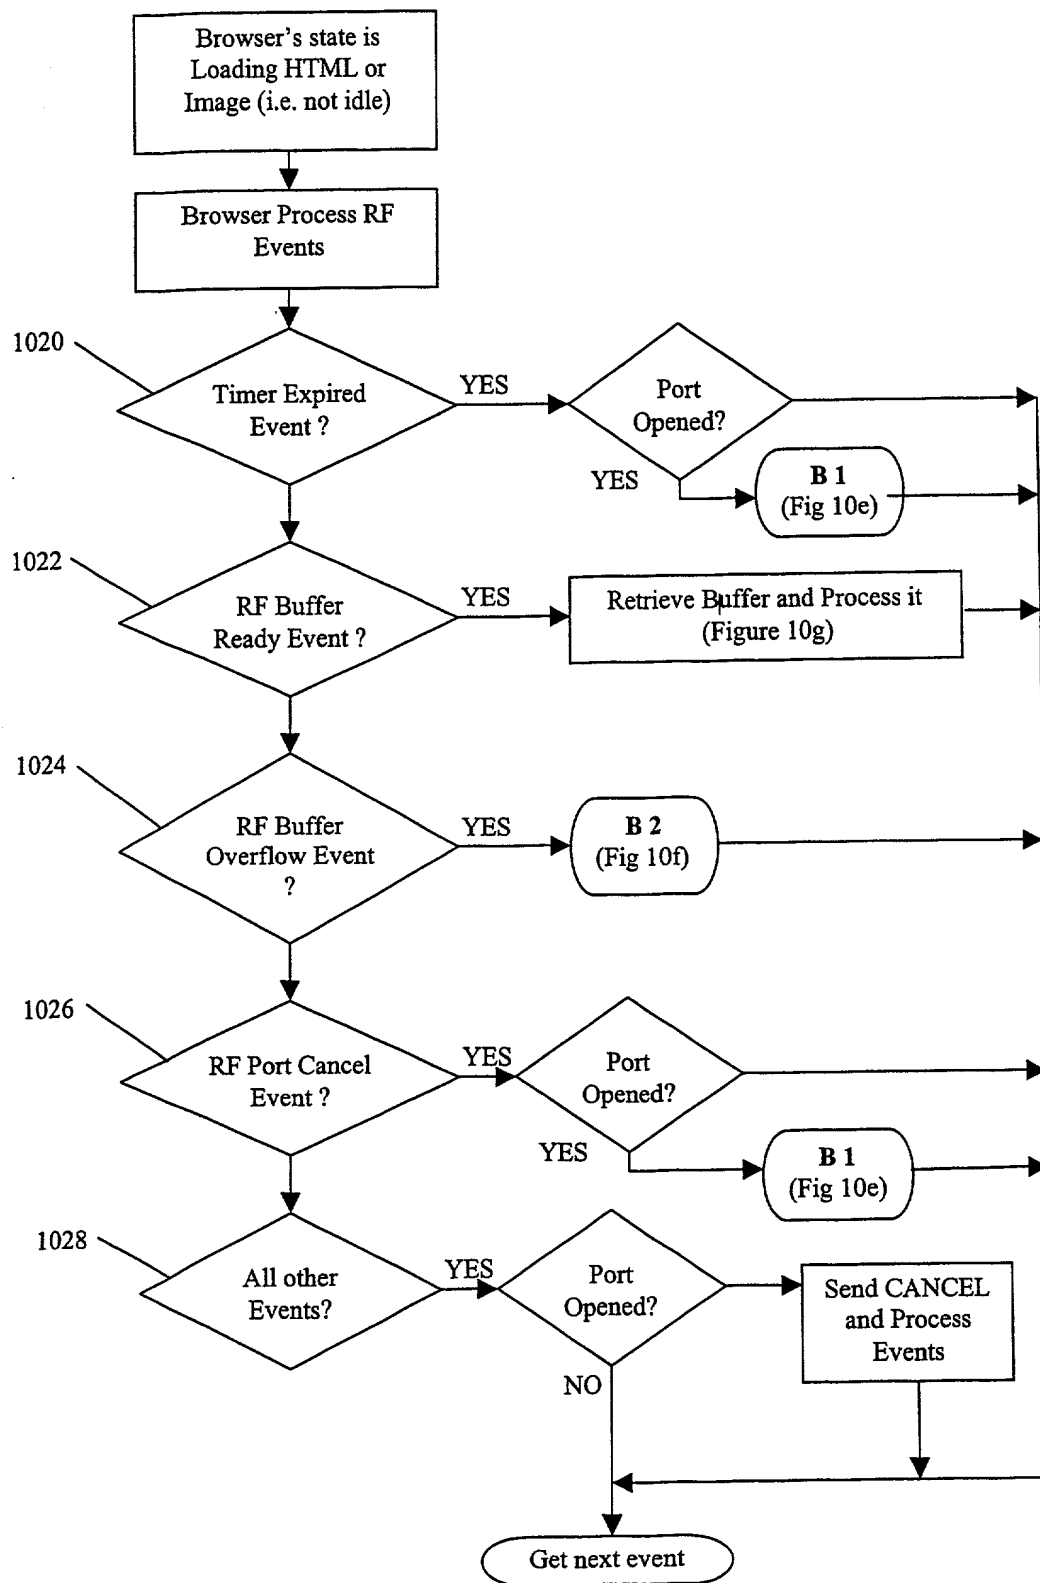 Browser's state is
Loading HTML or
Image (i.e. not idle)
Browser Process RF
Events
1020
Timer Expired
Event ?
YES
Port
Opened?
YES
B 1
(Fig 10e)
1022
RF Buffer
Ready Event ?
YES
Retrieve Buffer and Process it
(Figure 10g)
1024
RF Buffer
Overflow Event
?
YES
B 2
(Fig 10f)
1026
RF Port Cancel
Event ?
YES
Port
Opened?
YES
B 1
(Fig 10e)
1028
All other
Events?
YES
Port
Opened?
Send CANCEL
and Process
Events
NO
Get next event